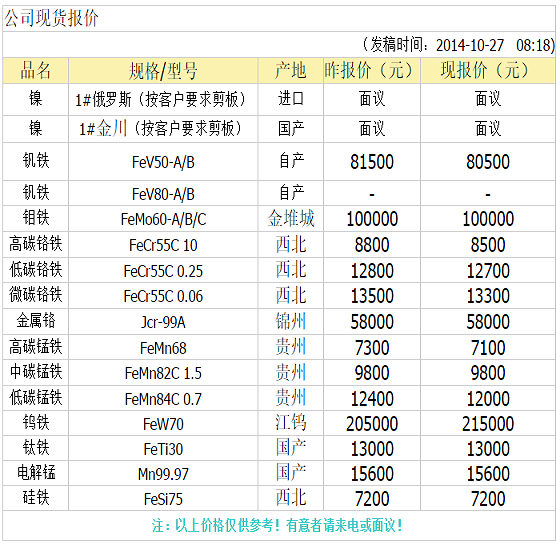 公司现货报价
(发稿时间: 2014-10-27 08:18)
品名 规格/型号 产地 昨报价（元） 现报价（元）
镍 1#俄罗斯（按客户要求剪板） 进口 面议 面议
镍 1#金川（按客户要求剪板） 国产 面议 面议
钒铁 FeV50-A/B 自产 81500 80500
钒铁 FeV80-A/B 自产 - -
钼铁 FeMo60-A/B/C 金堆城 100000 100000
高碳铬铁 FeCr55C 10 西北 8800 8500
低碳铬铁 FeCr55C 0.25 西北 12800 12700
微碳铬铁 FeCr55C 0.06 西北 13500 13300
金属铬 Jcr-99A 锦州 58000 58000
高碳锰铁 FeMn68 贵州 7300 7100
中碳锰铁 FeMn82C 1.5 贵州 9800 9800
低碳锰铁 FeMn84C 0.7 贵州 12400 12000
钨铁 FeW70 江钨 205000 215000
钛铁 FeTi30 国产 13000 13000
电解锰 Mn99.97 国产 15600 15600
硅铁 FeSi75 西北 7200 7200
注：以上价格仅供参考！有意者请来电或面议！